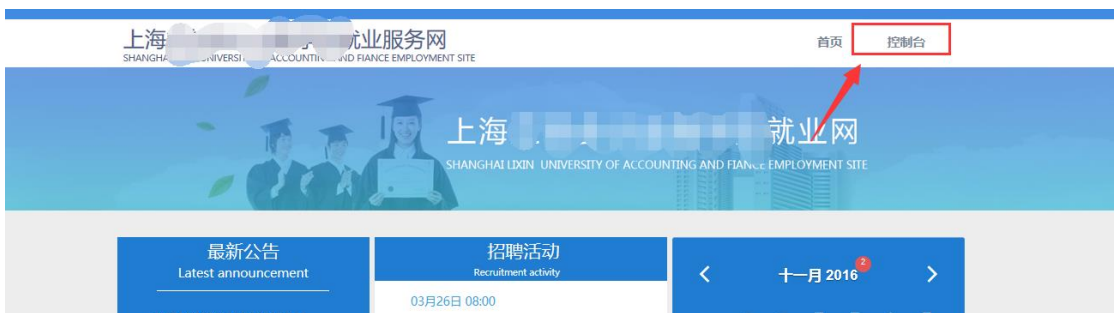 上海 就业服务网
SHANGHA NIVERSI ACCOUNTIN ND FIANCE EMPLOYMENT SITE
首页 控制台
上海 就业网
SHANGHAI LIXIN UNIVERSITY OF ACCOUNTING AND FIANCE EMPLOYMENT SITE
最新公告
Latest announcement
招聘活动
Recruitment activity
03月26日 08:00
十一月 2016
2